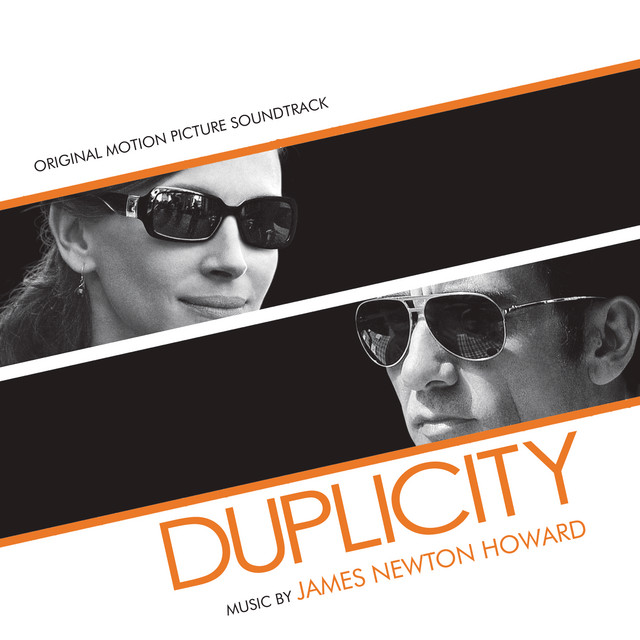 ORIGINAL MOTION PICTURE SOUNDTRACK
DUPLICITY
MUSIC BY JAMES NEWTON HOWARD